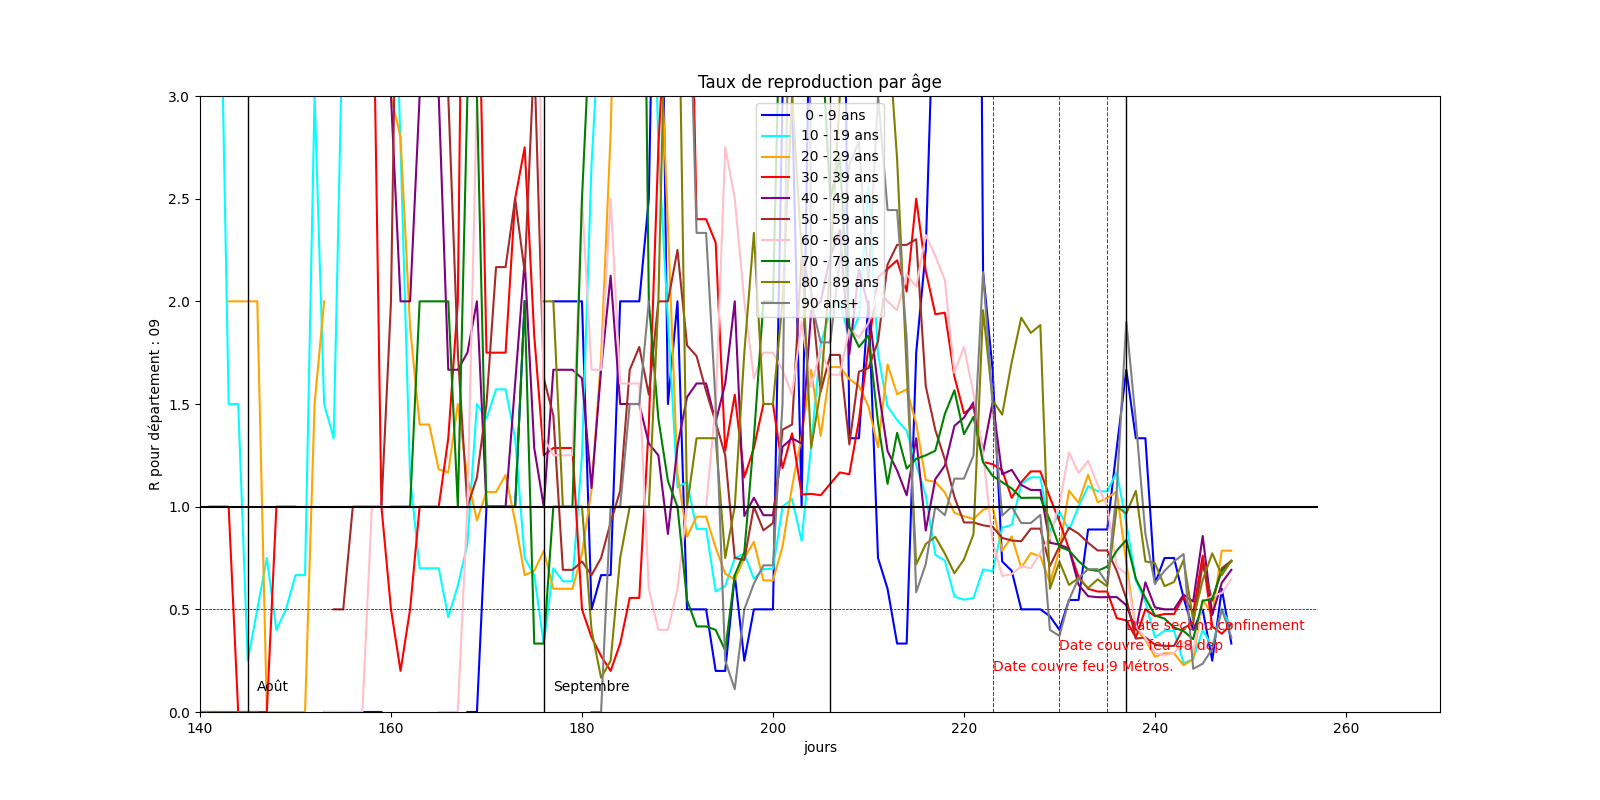 Taux de reproduction par âge
R pour département : 09
3.0
2.5
2.0
1.5
1.0
0.5
0.0
0 - 9 ans
10 - 19 ans
20 - 29 ans
30 - 39 ans
40 - 49 ans
50 - 59 ans
60 - 69 ans
70 - 79 ans
80 - 89 ans
90 ans+
Date second confinement
Date couvre feu 48 dep
Date couvre feu 9 Métros.
Août
Septembre
140 160 180 200 220 240 260
jours